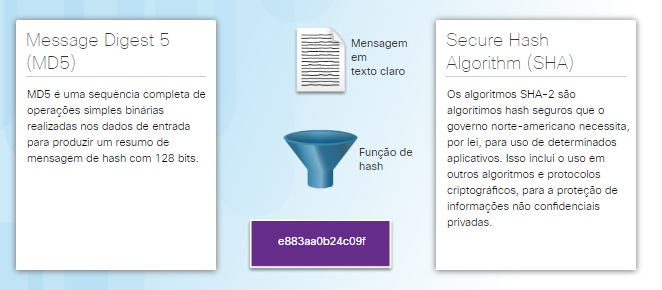 Message Digest 5
(MD5)
MD5 é uma sequência completa de
operações simples binárias
realizadas nos dados de entrada
para produzir um resumo de
mensagem de hash com 128 bits.
Mensagem
em
texto claro
Função de
hash
e883aa0b24c09f
Secure Hash
Algorithm (SHA)
Os algoritmos SHA-2 são
algoritimos hash seguros que o
governo norte-americano necessita,
por lei, para uso de determinados
aplicativos. Isso inclui o uso em
outros algoritmos e protocolos
criptográficos, para a proteção de
informações não confidenciais
privadas.